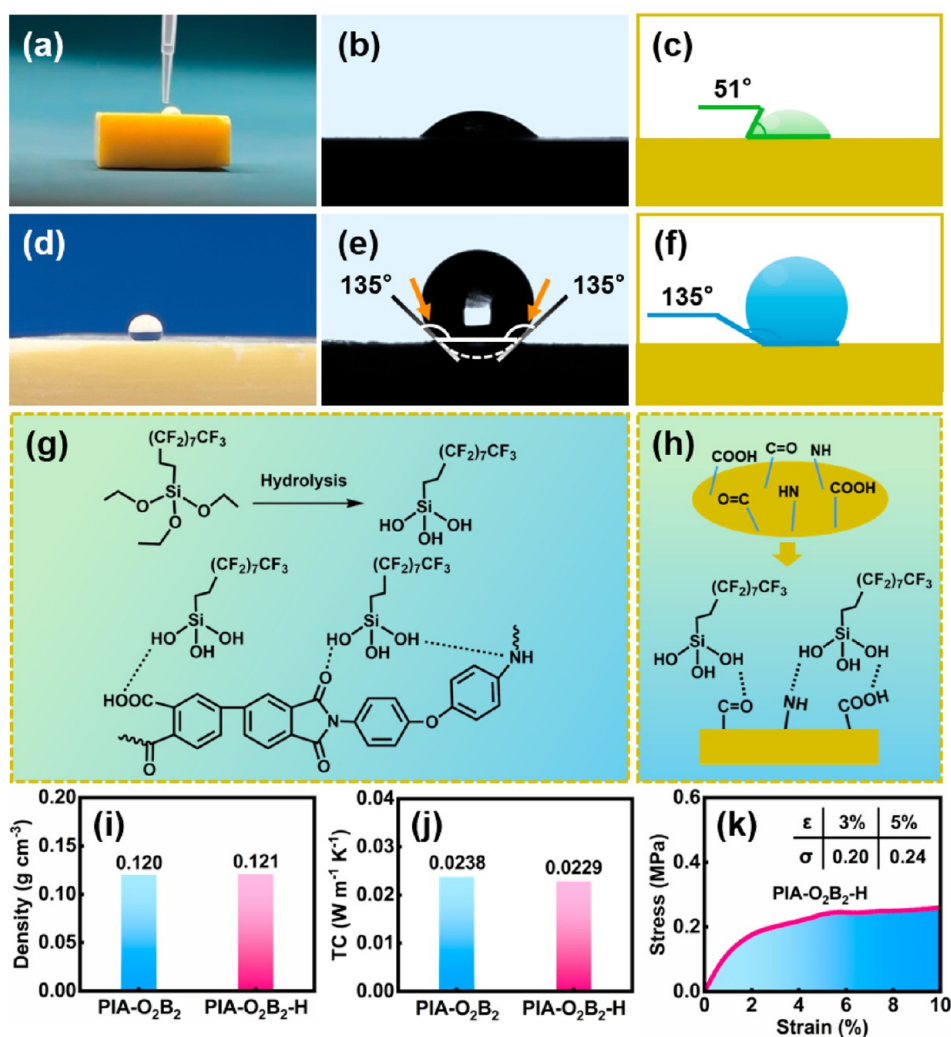 (a)
(b)
(c)
51°
(d)
(e)
135°
135°
(f)
135°
(g)
(CF₂)₇CF₃
Si
O
O
O
Hydrolysis
(CF₂)₇CF₃
Si
HO
OH
OH
(CF₂)₇CF₃
Si
HO
OH
OH
(CF₂)₇CF₃
Si
HO
OH
OH
HOOC
O
O
N
O
O
NH
(h)
COOH
C=O
NH
O=C
HN
COOH
(CF₂)₇CF₃
Si
HO
OH
OH
(CF₂)₇CF₃
Si
HO
OH
OH
C=O
NH
COOH
(i)
Density (g cm⁻³)
0.20
0.15
0.10
0.05
0.00
0.120
0.121
PIA-O₂B₂
PIA-O₂B₂-H
(j)
TC (W m⁻¹ K⁻¹)
0.04
0.03
0.02
0.01
0.00
0.0238
0.0229
PIA-O₂B₂
PIA-O₂B₂-H
(k)
Stress (MPa)
0.6
0.4
0.2
0.0
ε 3% 5%
σ 0.20 0.24
PIA-O₂B₂-H
0 2 4 6 8 10
Strain (%)